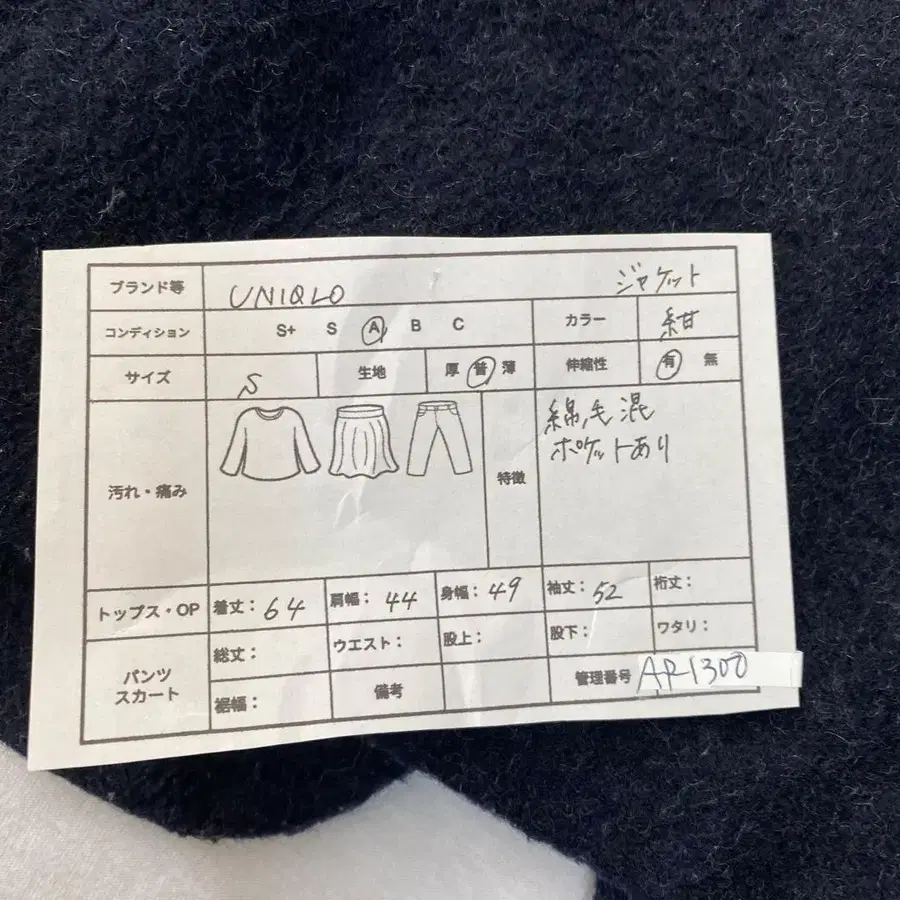 ブランド等 UNIQLO ジャケット
コンディション S+ S A B C カラー 紺
サイズ S 生地 厚 普 薄 伸縮性 有 無
汚れ・痛み 特徴 綿毛混
ポケットあり
トップス・OP 着丈: 64 肩幅: 44 身幅: 49 袖丈: 52 裄丈:
パンツ スカート 総丈: ウエスト: 股上: 股下: ワタリ:
裾幅: 備考 管理番号 AR1300